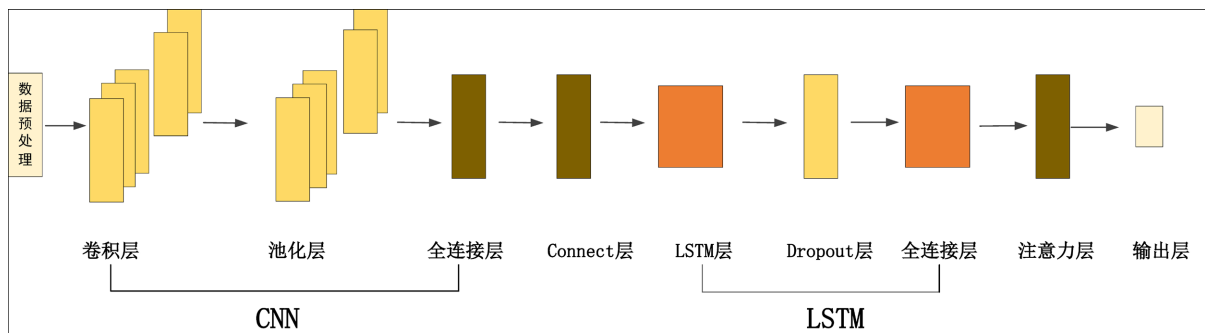 数据预处理
卷积层
池化层
全连接层
Connect层
LSTM层
Dropout层
全连接层
注意力层
输出层
CNN
LSTM